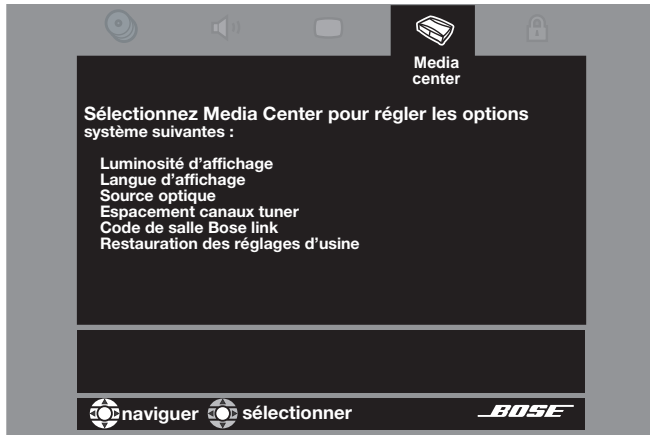 Media
center
Sélectionnez Media Center pour régler les options
système suivantes :
Luminosité d'affichage
Langue d'affichage
Source optique
Espacement canaux tuner
Code de salle Bose link
Restauration des réglages d'usine
naviguer sélectionner BOSE